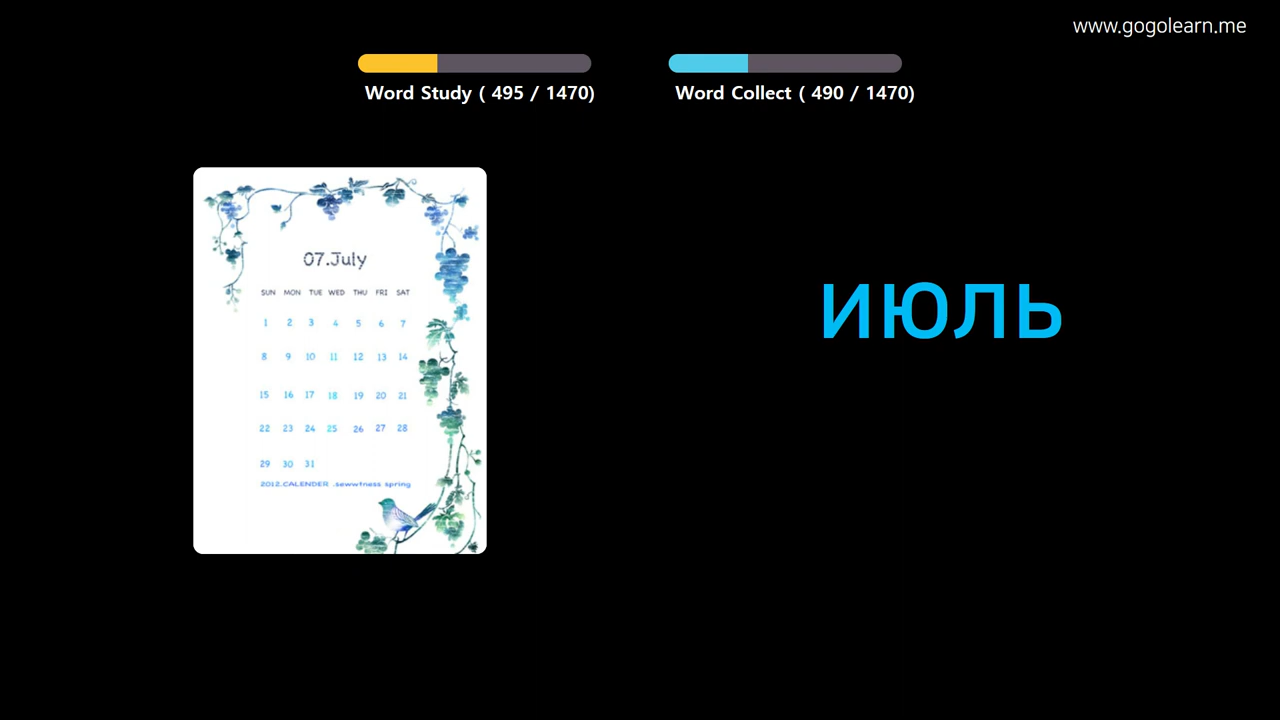 www.gogolearn.me
Word Study ( 495 / 1470)
Word Collect ( 490 / 1470)
07.July
SUN MON TUE WED THU FRI SAT
1 2 3 4 5 6 7
8 9 10 11 12 13 14
15 16 17 18 19 20 21
22 23 24 25 26 27 28
29 30 31
2012.CALENDER .sewwtness spring
июль